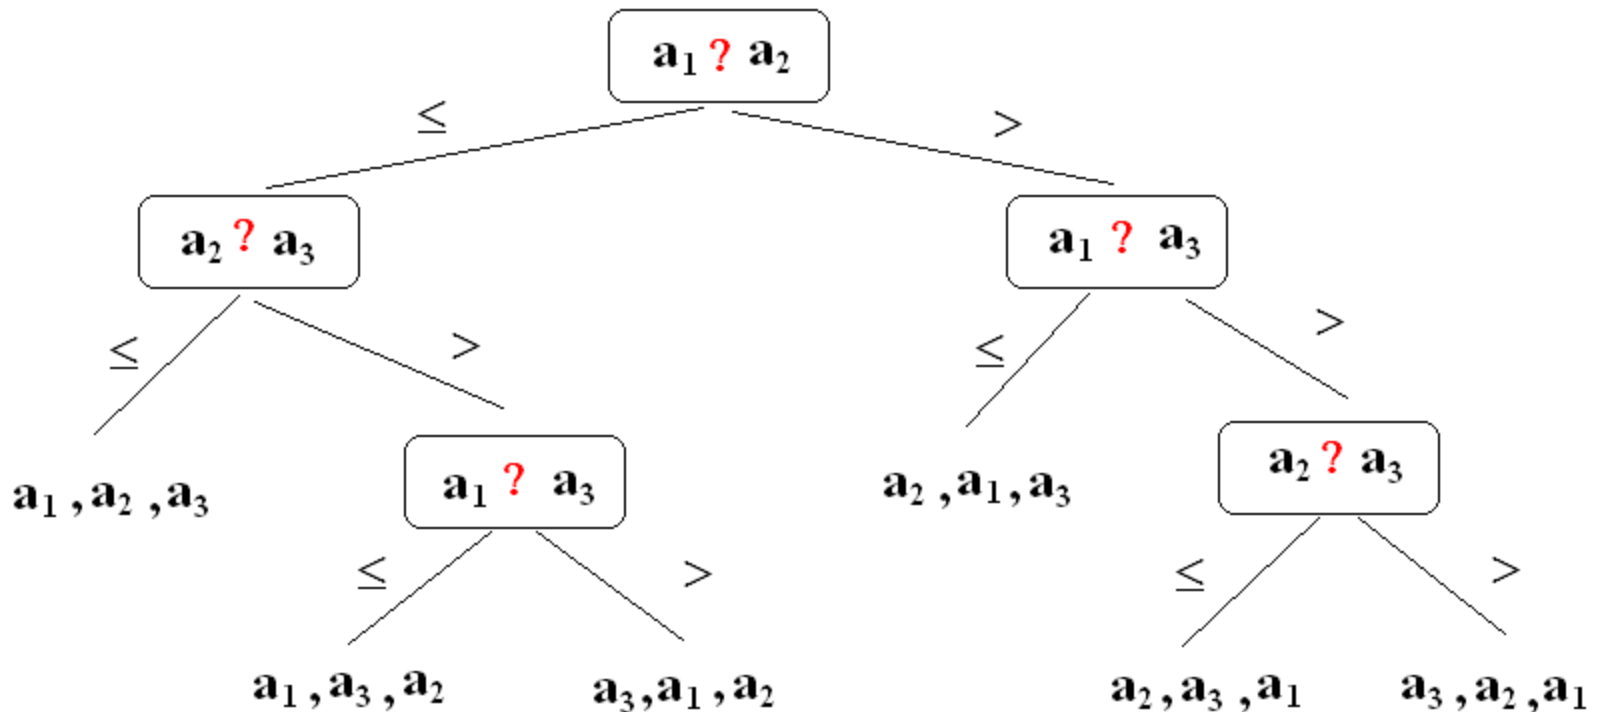 a₁ ? a₂
≤ >
a₂ ? a₃ a₁ ? a₃
≤ > ≤ >
a₁ ,a₂ ,a₃ a₁ ? a₃ a₂ ,a₁,a₃ a₂ ? a₃
≤ > ≤ >
a₁ ,a₃ ,a₂ a₃,a₁ ,a₂ a₂,a₃ ,a₁ a₃ ,a₂ ,a₁